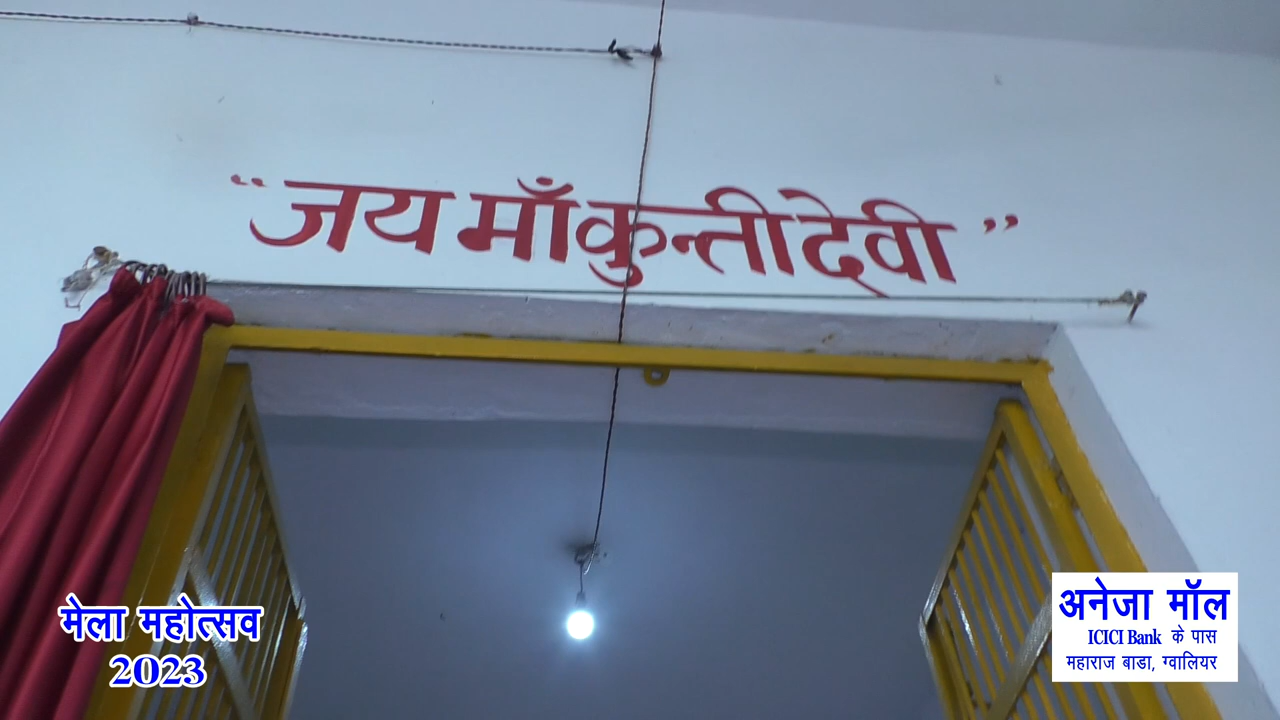 “जय माँ कुन्ती देवी”
मेला महोत्सव
2023
अनेजा मॉल
ICICI Bank के पास
महाराज बाडा, ग्वालियर